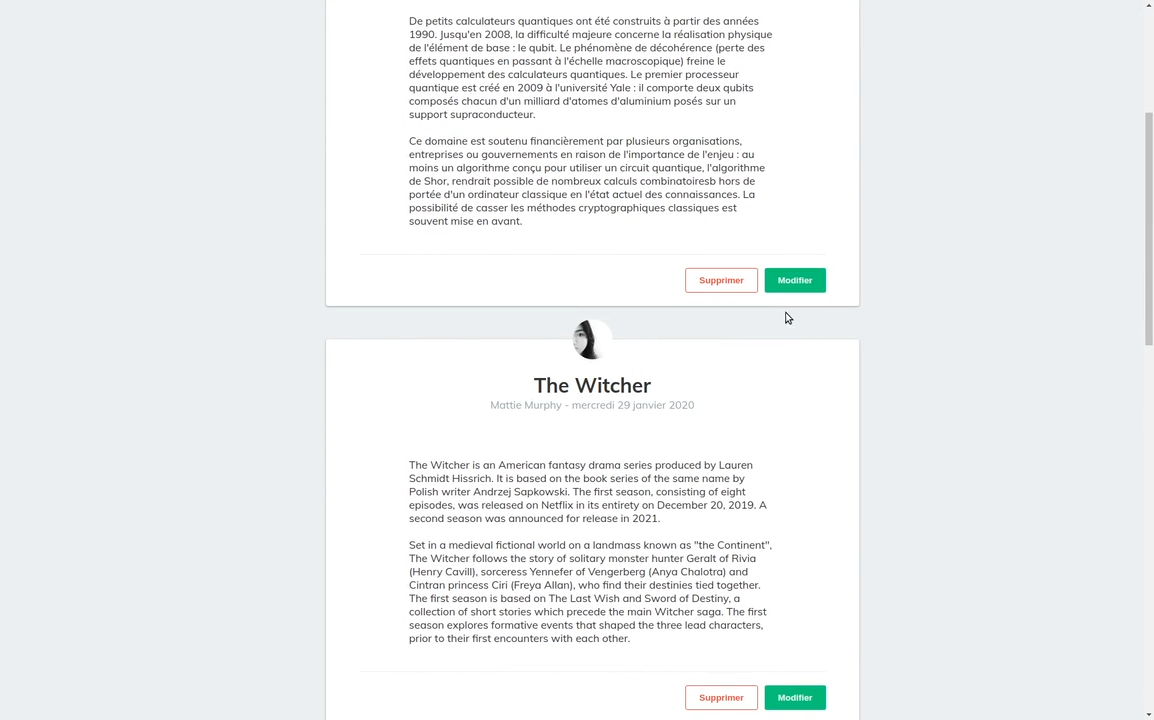 De petits calculateurs quantiques ont été construits à partir des années
1990. Jusqu'en 2008, la difficulté majeure concerne la réalisation physique
de l'élément de base : le qubit. Le phénomène de décohérence (perte des
effets quantiques en passant à l'échelle macroscopique) freine le
développement des calculateurs quantiques. Le premier processeur
quantique est créé en 2009 à l'université Yale : il comporte deux qubits
composés chacun d'un milliard d'atomes d'aluminium posés sur un
support supraconducteur.
Ce domaine est soutenu financièrement par plusieurs organisations,
entreprises ou gouvernements en raison de l'importance de l'enjeu : au
moins un algorithme conçu pour utiliser un circuit quantique, l'algorithme
de Shor, rendrait possible de nombreux calculs combinatoiresb hors de
portée d'un ordinateur classique en l'état actuel des connaissances. La
possibilité de casser les méthodes cryptographiques classiques est
souvent mise en avant.
Supprimer Modifier
The Witcher
Mattie Murphy - mercredi 29 janvier 2020
The Witcher is an American fantasy drama series produced by Lauren
Schmidt Hissrich. It is based on the book series of the same name by
Polish writer Andrzej Sapkowski. The first season, consisting of eight
episodes, was released on Netflix in its entirety on December 20, 2019. A
second season was announced for release in 2021.
Set in a medieval fictional world on a landmass known as "the Continent",
The Witcher follows the story of solitary monster hunter Geralt of Rivia
(Henry Cavill), sorceress Yennefer of Vengerberg (Anya Chalotra) and
Cintran princess Ciri (Freya Allan), who find their destinies tied together.
The first season is based on The Last Wish and Sword of Destiny, a
collection of short stories which precede the main Witcher saga. The first
season explores formative events that shaped the three lead characters,
prior to their first encounters with each other.
Supprimer Modifier